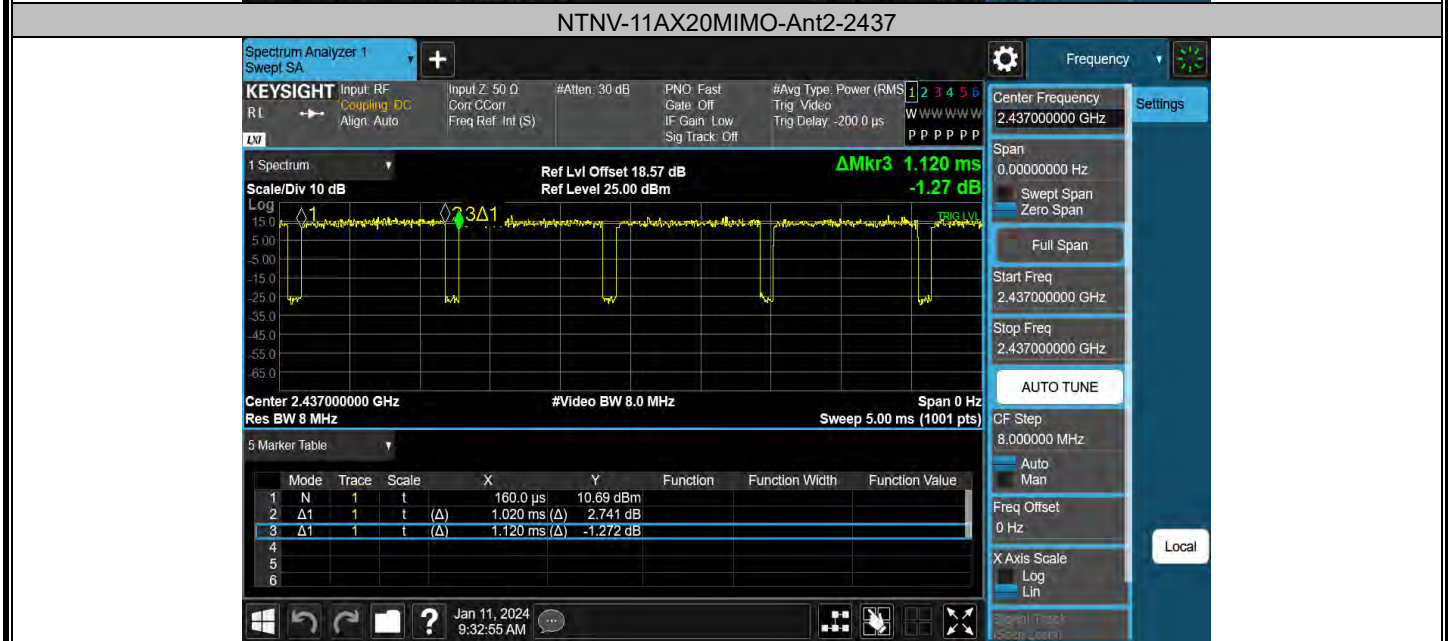 NTNV-11AX20MIMO-Ant2-2437
Spectrum Analyzer 1
Swept SA
+
Frequency
KEYSIGHT
RL
LXI
Input: RF
Coupling: DC
Align: Auto
Input Z: 50 Ω
Corr CCorr
Freq Ref: Int (S)
#Atten: 30 dB
PNO: Fast
Gate: Off
IF Gain: Low
Sig Track: Off
#Avg Type: Power (RMS
Trig: Video
Trig Delay: -200.0 µs
1 2 3 4 5 6
W W W W W W
P P P P P P
1 Spectrum
Scale/Div 10 dB
Ref Lvl Offset 18.57 dB
Ref Level 25.00 dBm
ΔMkr3 1.120 ms
-1.27 dB
Log
15.0
5.00
-5.00
-15.0
-25.0
-35.0
-45.0
-55.0
-65.0
1
3Δ1
TRIG LVL
Center 2.437000000 GHz
Res BW 8 MHz
#Video BW 8.0 MHz
Span 0 Hz
Sweep 5.00 ms (1001 pts)
5 Marker Table
Mode Trace Scale X Y Function Function Width Function Value
1 N 1 t 160.0 µs 10.69 dBm
2 Δ1 1 t (Δ) 1.020 ms (Δ) 2.741 dB
3 Δ1 1 t (Δ) 1.120 ms (Δ) -1.272 dB
4
5
6
?
Jan 11, 2024
9:32:55 AM
Center Frequency
2.437000000 GHz
Settings
Span
0.00000000 Hz
Swept Span
Zero Span
Full Span
Start Freq
2.437000000 GHz
Stop Freq
2.437000000 GHz
AUTO TUNE
CF Step
8.000000 MHz
Auto
Man
Freq Offset
0 Hz
X Axis Scale
Log
Lin
Local